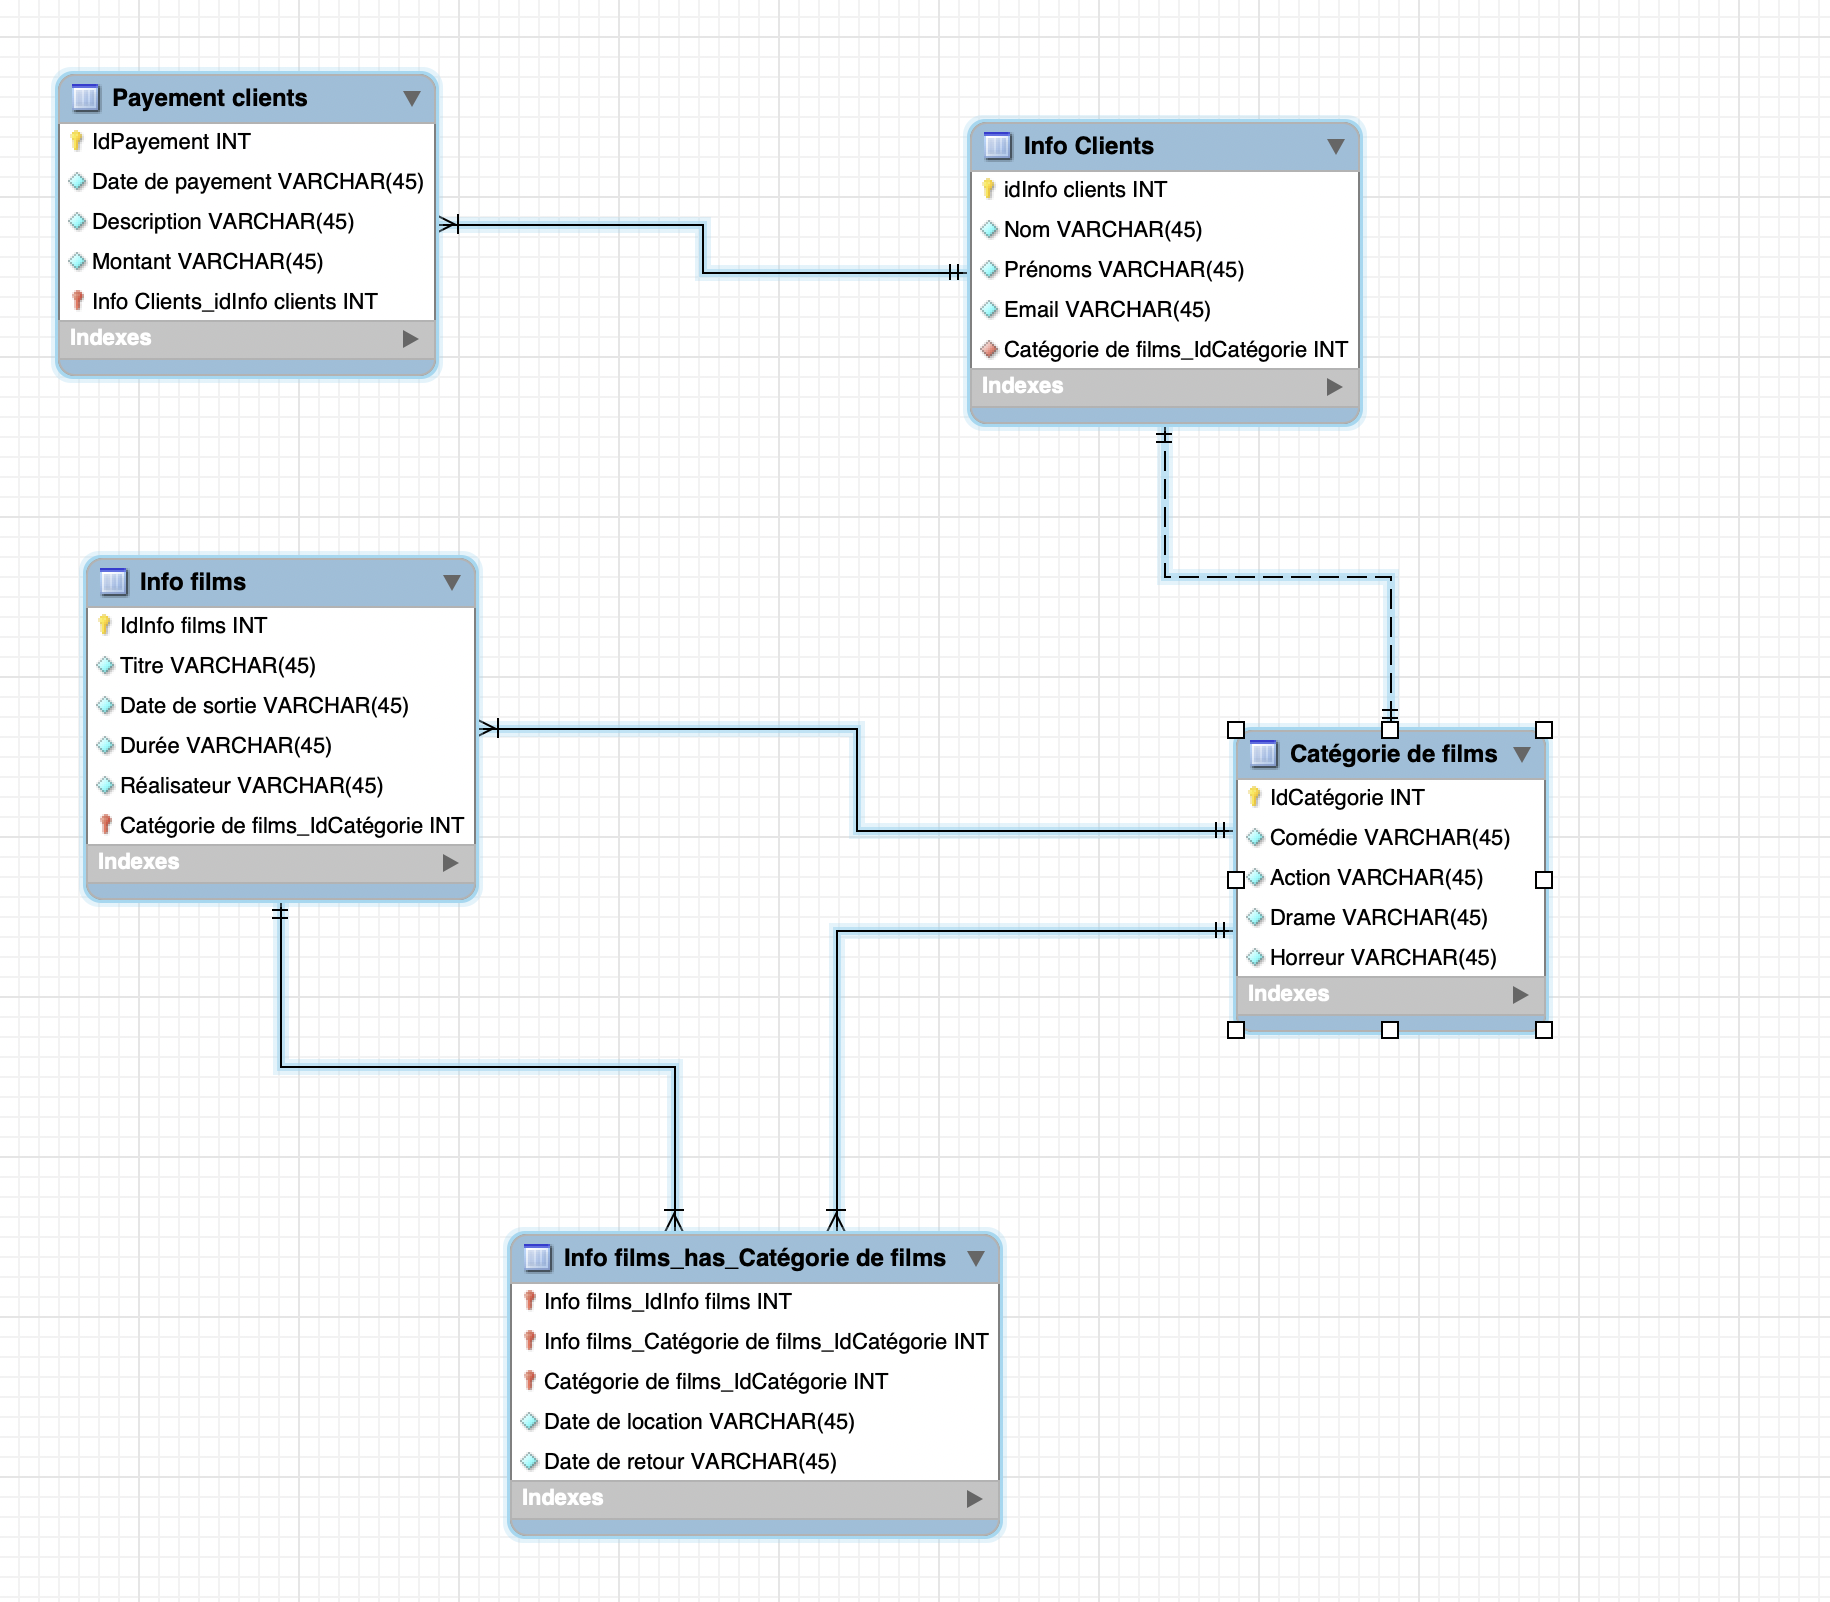 Payement clients
IdPayement INT
Date de payement VARCHAR(45)
Description VARCHAR(45)
Montant VARCHAR(45)
Info Clients_idInfo clients INT
Indexes
Info Clients
idInfo clients INT
Nom VARCHAR(45)
Prénoms VARCHAR(45)
Email VARCHAR(45)
Catégorie de films_IdCatégorie INT
Indexes
Info films
IdInfo films INT
Titre VARCHAR(45)
Date de sortie VARCHAR(45)
Durée VARCHAR(45)
Réalisateur VARCHAR(45)
Catégorie de films_IdCatégorie INT
Indexes
Catégorie de films
IdCatégorie INT
Comédie VARCHAR(45)
Action VARCHAR(45)
Drame VARCHAR(45)
Horreur VARCHAR(45)
Indexes
Info films_has_Catégorie de films
Info films_IdInfo films INT
Info films_Catégorie de films_IdCatégorie INT
Catégorie de films_IdCatégorie INT
Date de location VARCHAR(45)
Date de retour VARCHAR(45)
Indexes